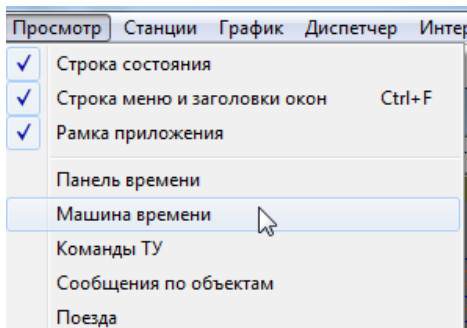 Просмотр Станции График Диспетчер
Строка состояния
Строка меню и заголовки окон Ctrl+F
Рамка приложения
Панель времени
Машина времени
Команды ТУ
Сообщения по объектам
Поезда